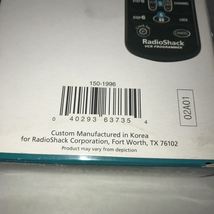 CHANNEL
RadioShack
VCR PROGRAMMER
150-1996
0 40293 63735 4
02A01
Custom Manufactured in Korea
for RadioShack Corporation, Fort Worth, TX 76102
Product may vary from depiction